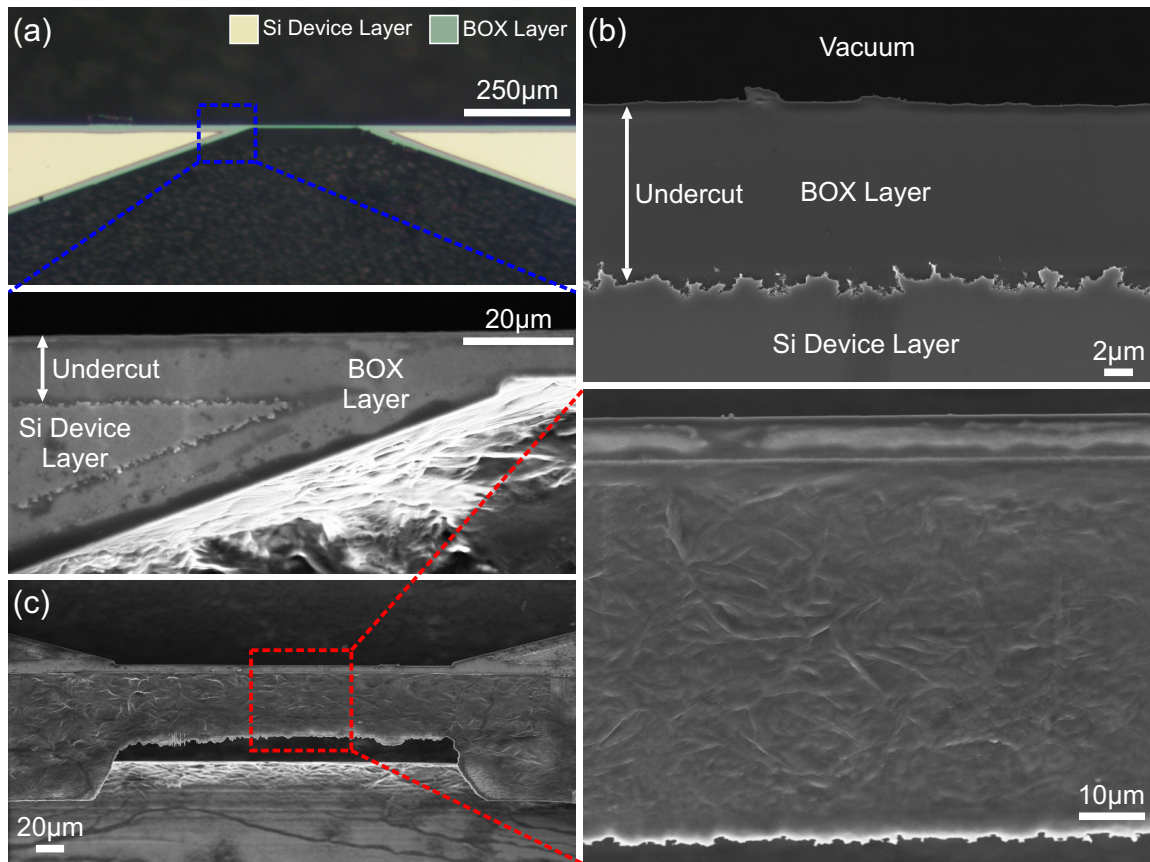 (a)
Si Device Layer
BOX Layer
250µm
20µm
Undercut
BOX
Layer
Si Device
Layer
(b)
Vacuum
Undercut
BOX Layer
Si Device Layer
2µm
(c)
20µm
10µm